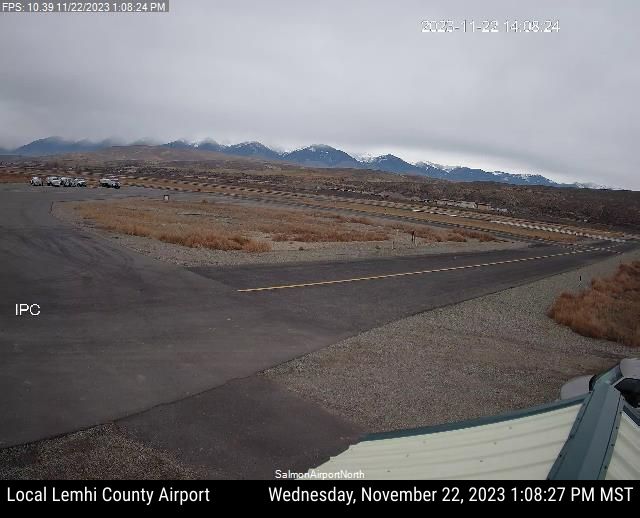 FPS: 10.39 11/22/2023 1:08:24 PM
2023-11-22 14:08:24
IPC
SalmonAirportNorth
Local Lemhi County Airport Wednesday, November 22, 2023 1:08:27 PM MST